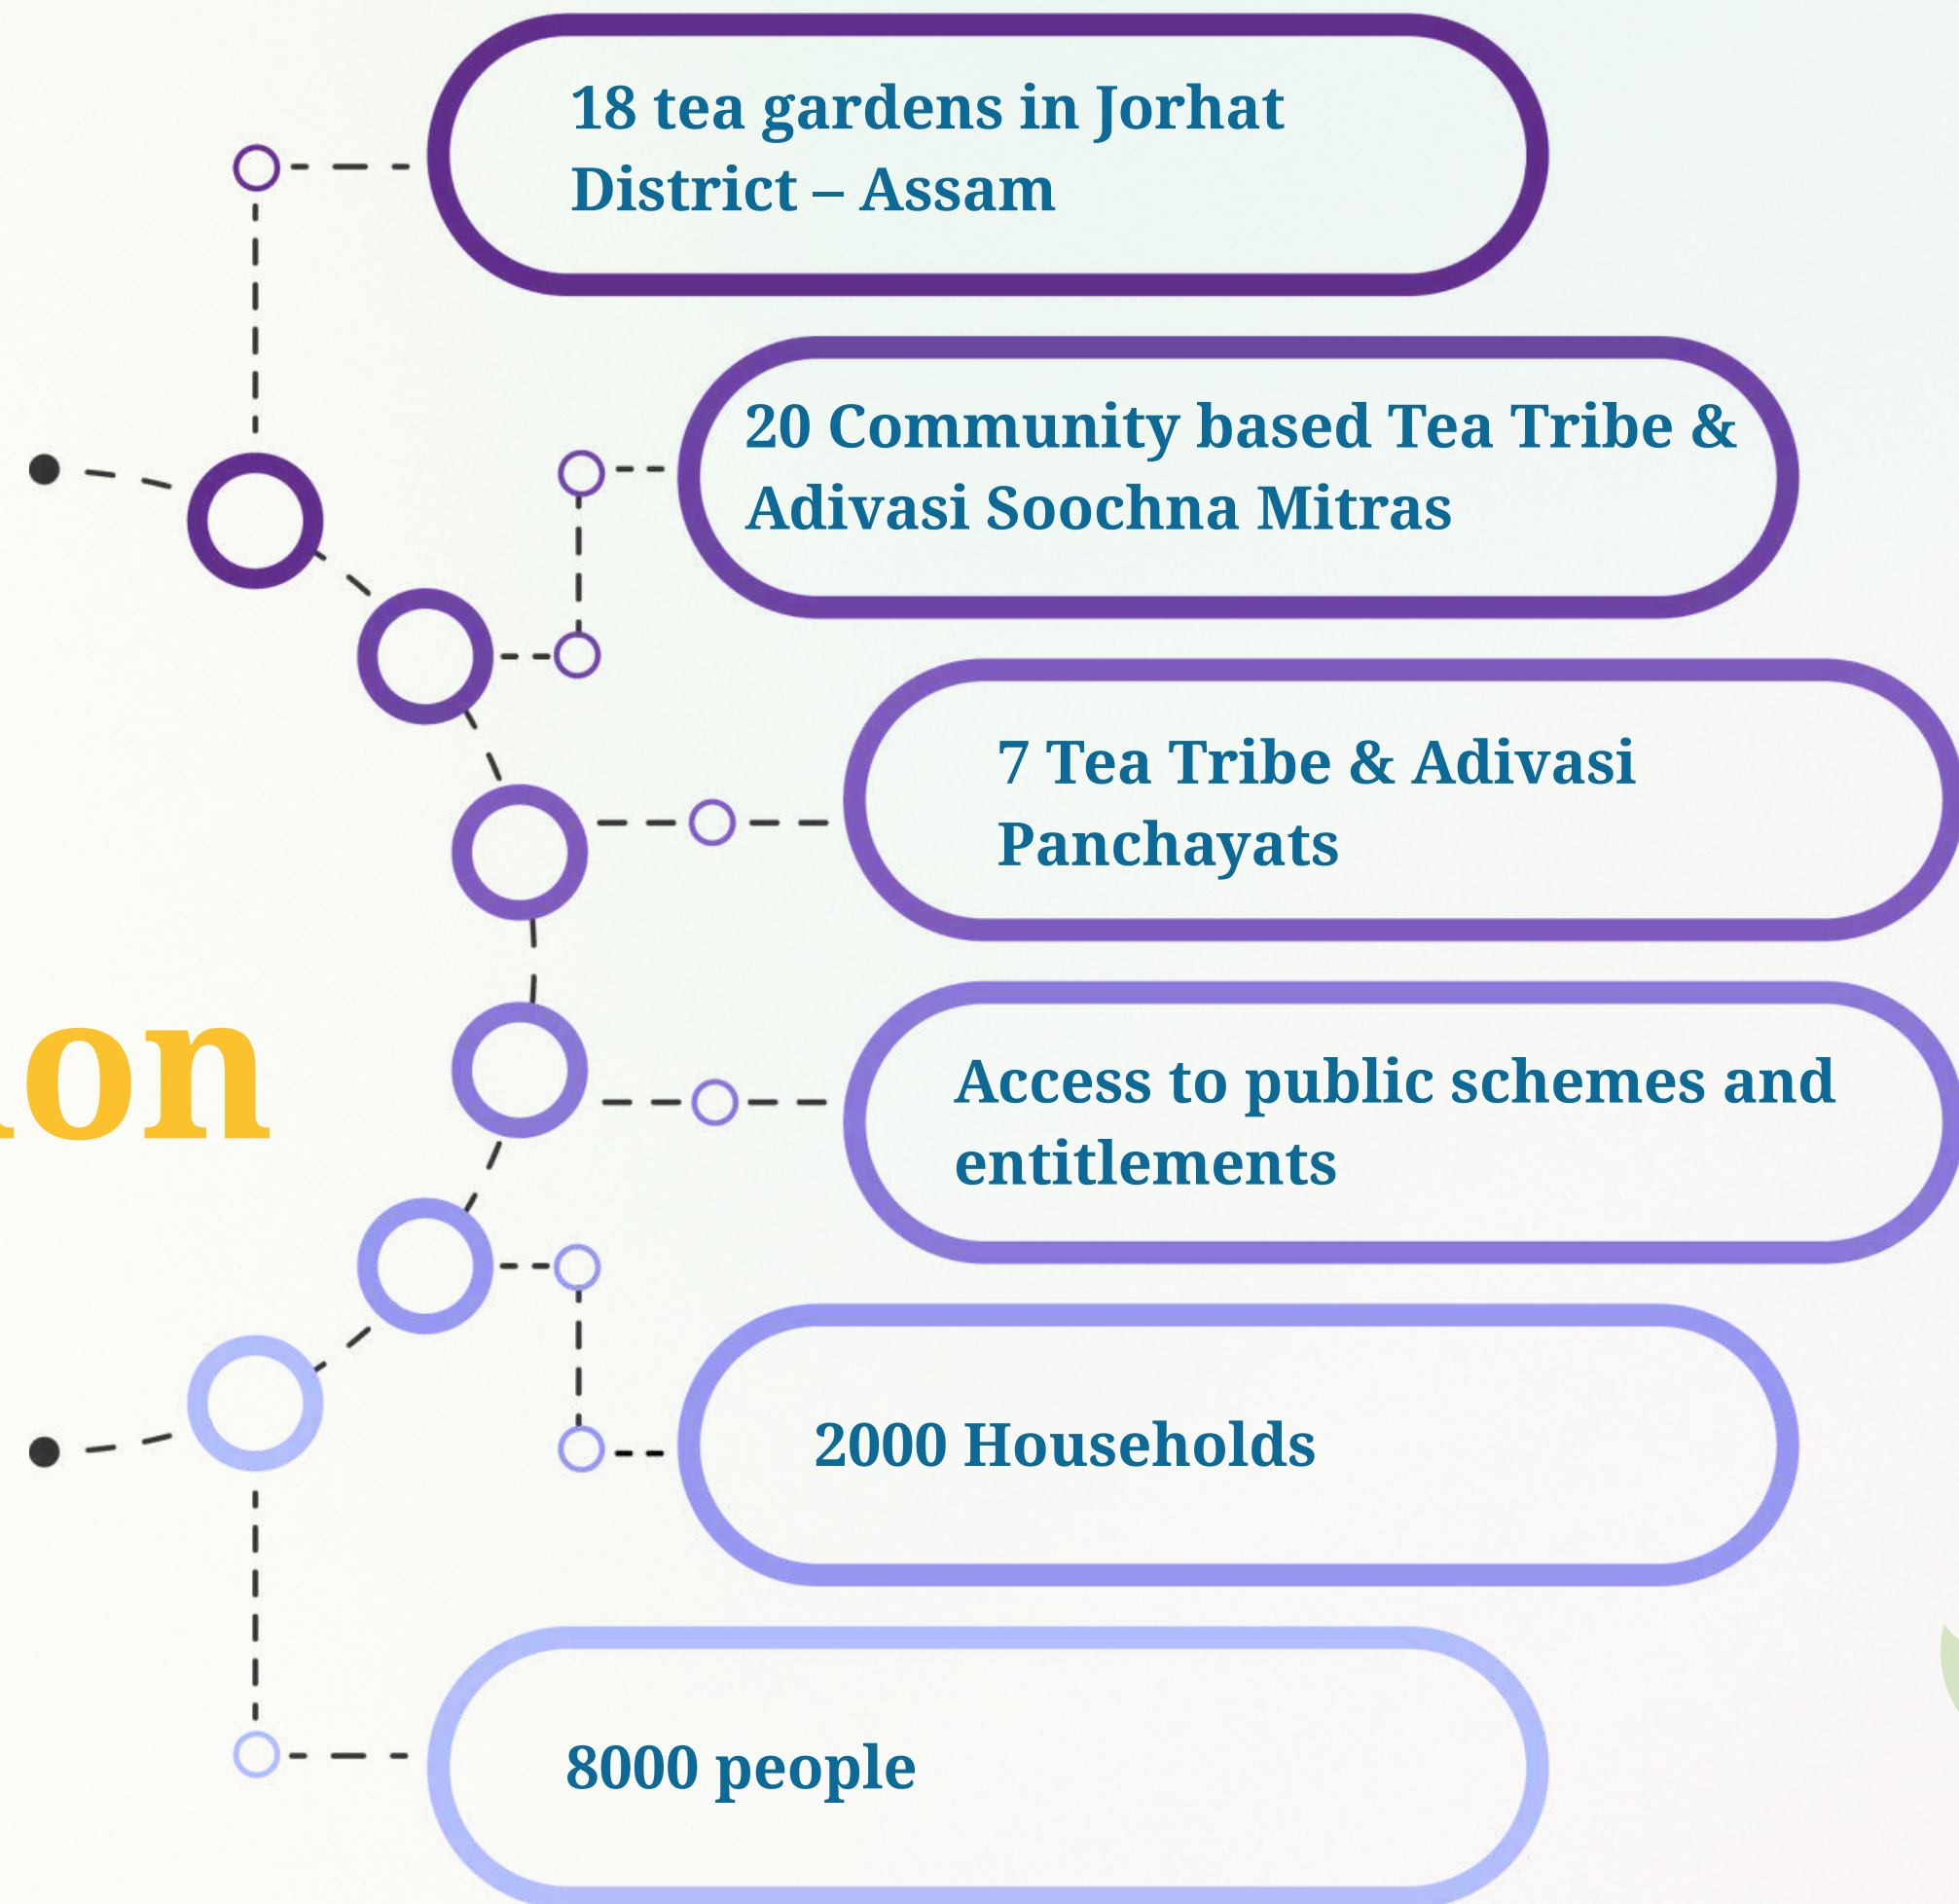 18 tea gardens in Jorhat
District – Assam
20 Community based Tea Tribe &
Adivasi Soochna Mitras
7 Tea Tribe & Adivasi
Panchayats
on
Access to public schemes and
entitlements
2000 Households
8000 people